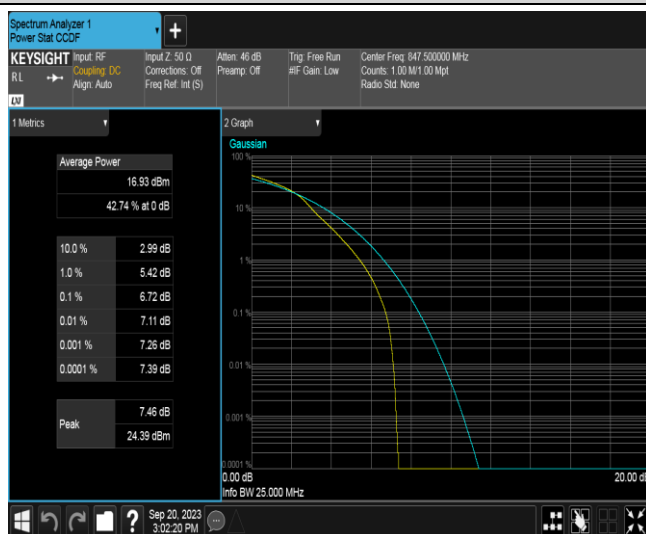 Spectrum Analyzer 1
Power Stat CCDF
+
KEYSIGHT
RL
LXI
Input: RF
Coupling: DC
Align: Auto
Input Z: 50 Ω
Corrections: Off
Freq Ref: Int (S)
Atten: 46 dB
Preamp: Off
Trig: Free Run
#IF Gain: Low
Center Freq: 847.500000 MHz
Counts: 1.00 M/1.00 Mpt
Radio Std: None
1 Metrics
Average Power
16.93 dBm
42.74 % at 0 dB
10.0 % 2.99 dB
1.0 % 5.42 dB
0.1 % 6.72 dB
0.01 % 7.11 dB
0.001 % 7.26 dB
0.0001 % 7.39 dB
Peak
7.46 dB
24.39 dBm
2 Graph
Gaussian
100 %
10 %
1 %
0.1 %
0.01 %
0.001 %
0.0001 %
0.00 dB
20.00 dB
Info BW 25.000 MHz
?
Sep 20, 2023
3:02:20 PM